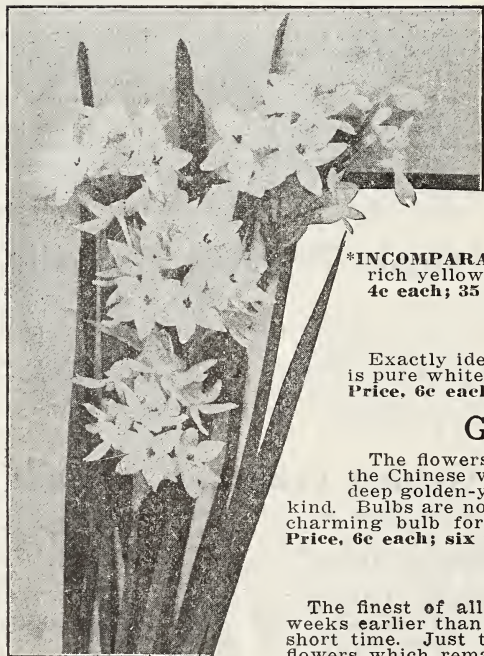 *INCOMPARA
rich yellow
4c each; 35
Exactly ide
is pure white
Price, 6c each
G
The flowers
the Chinese v
deep golden-y
kind. Bulbs are no
charming bulb for
Price, 6c each; six
The finest of all
weeks earlier than
short time. Just t
flowers which rema